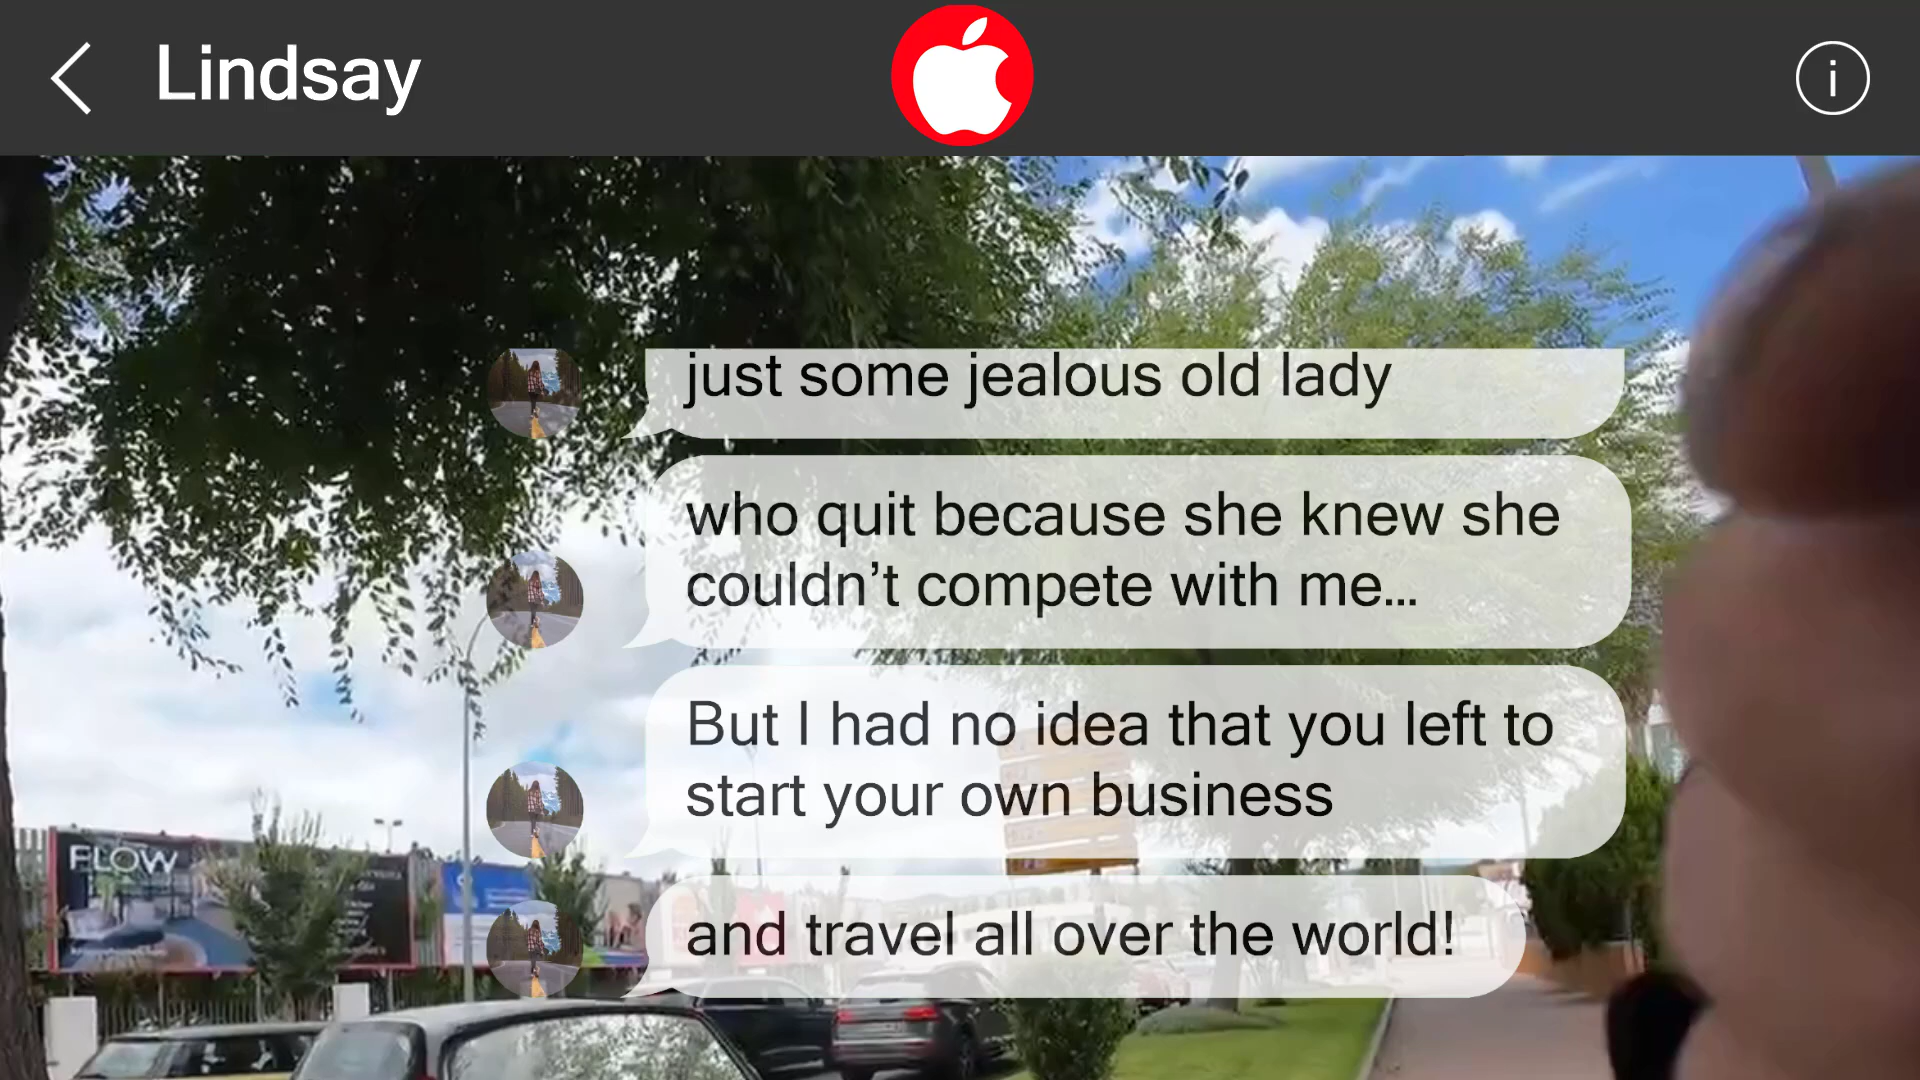 Lindsay
just some jealous old lady
who quit because she knew she
couldn’t compete with me...
But I had no idea that you left to
start your own business
and travel all over the world!
FLOW